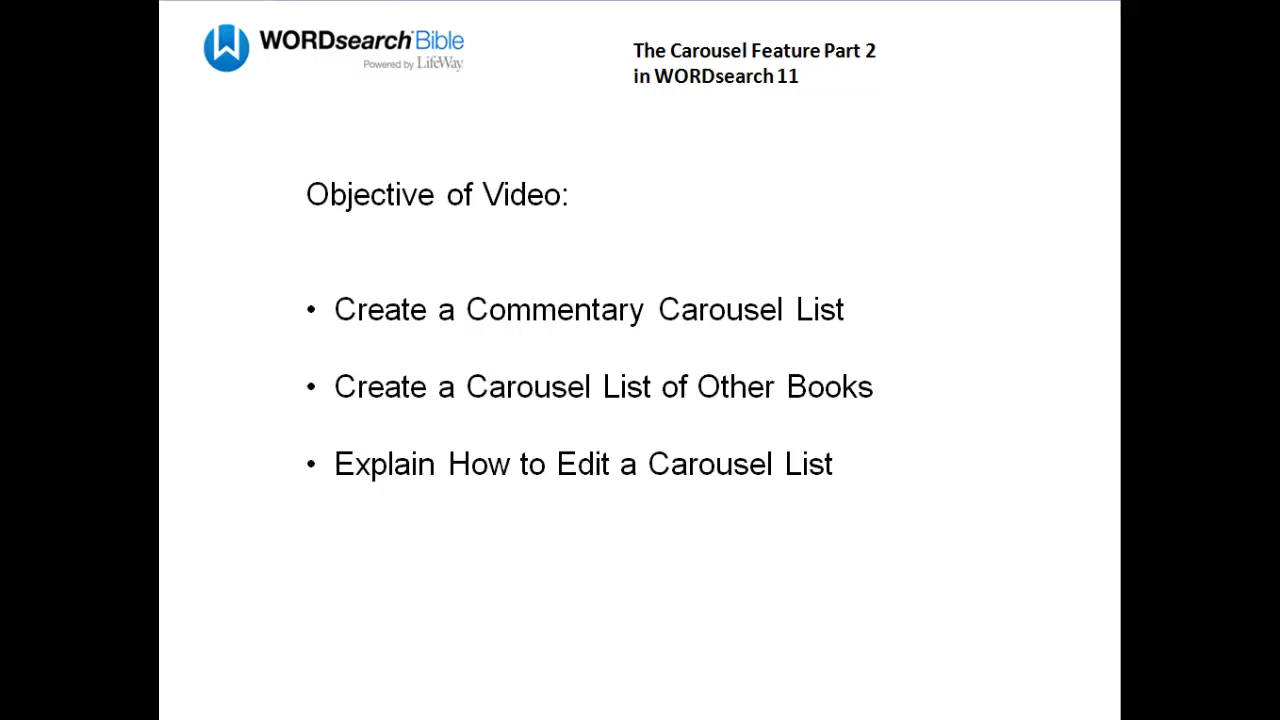 WORDsearch Bible
Powered by LifeWay
The Carousel Feature Part 2
in WORDsearch 11
Objective of Video:
• Create a Commentary Carousel List
• Create a Carousel List of Other Books
• Explain How to Edit a Carousel List